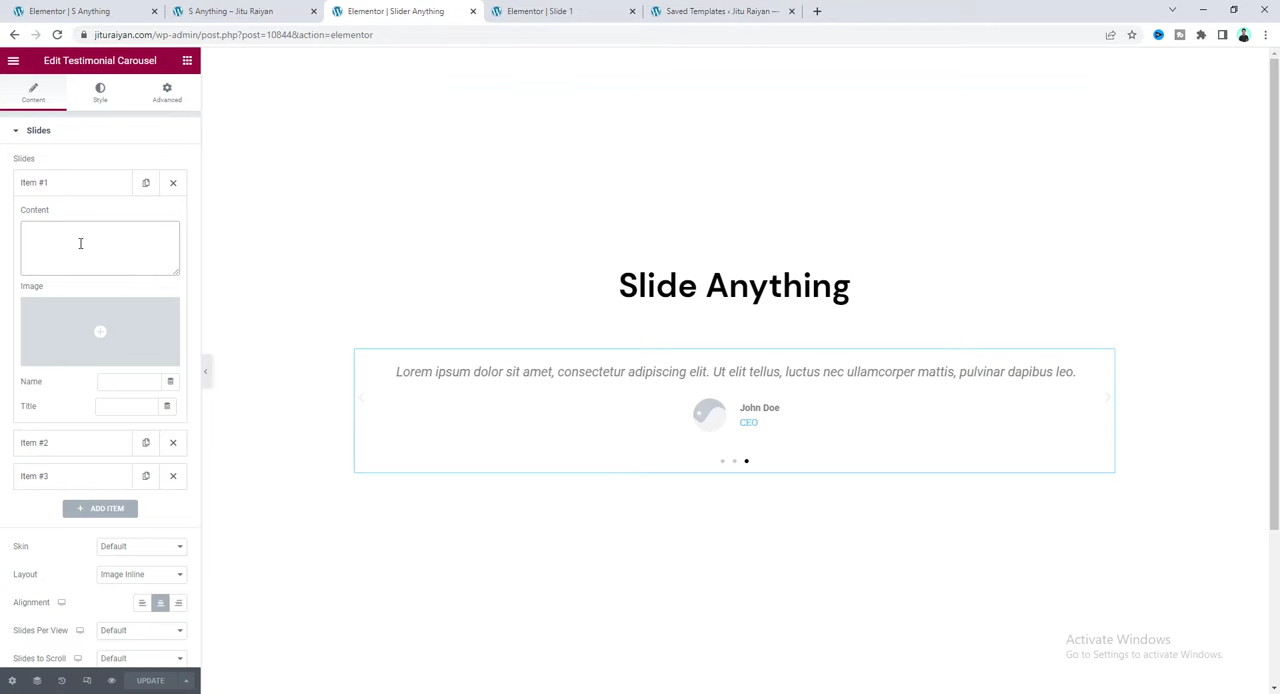 Elementor | S Anything
S Anything – Jitu Raiyan
Elementor | Slider Anything
Elementor | Slide 1
Saved Templates ‹ Jitu Raiyan —
jituraiyan.com/wp-admin/post.php?post=10844&action=elementor
Edit Testimonial Carousel
Content
Style
Advanced
Slides
Slides
Item #1
Content
Image
Name
Title
Item #2
Item #3
+ ADD ITEM
Skin
Default
Layout
Image Inline
Alignment
Slides Per View
Default
Slides to Scroll
Default
UPDATE
Slide Anything
Lorem ipsum dolor sit amet, consectetur adipiscing elit. Ut elit tellus, luctus nec ullamcorper mattis, pulvinar dapibus leo.
John Doe
CEO
Activate Windows
Go to Settings to activate Windows.